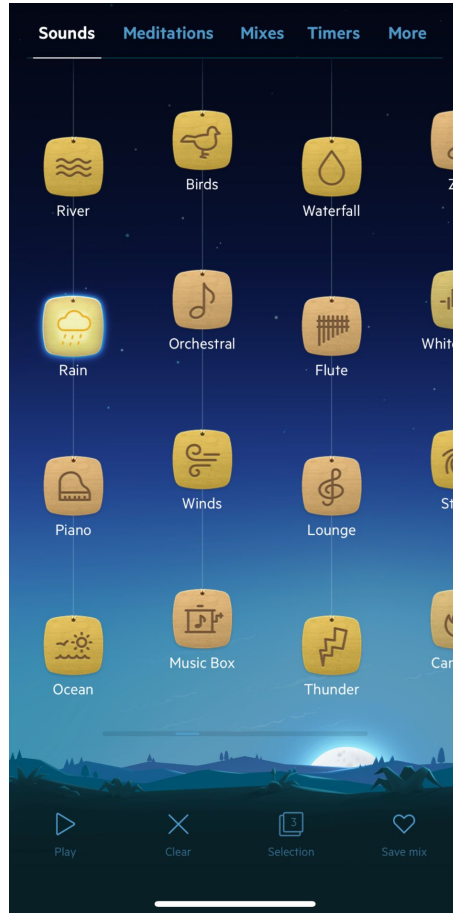 Sounds Meditations Mixes Timers More
River Birds Waterfall
Rain Orchestral Flute
Piano Winds Lounge
Ocean Music Box Thunder
3
Play Clear Selection Save mix